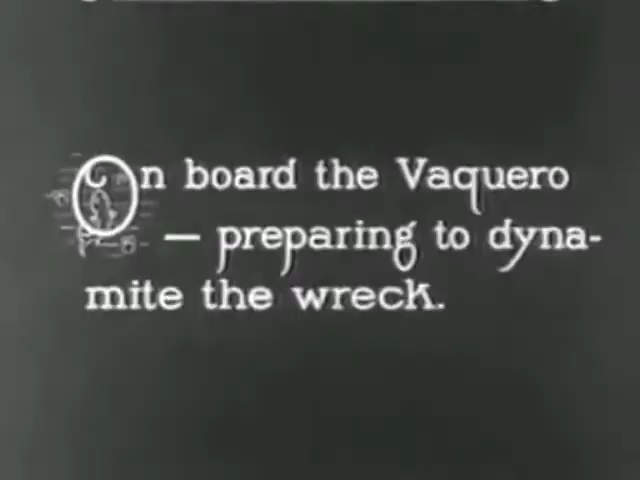 On board the Vaquero
— preparing to dyna-
mite the wreck.